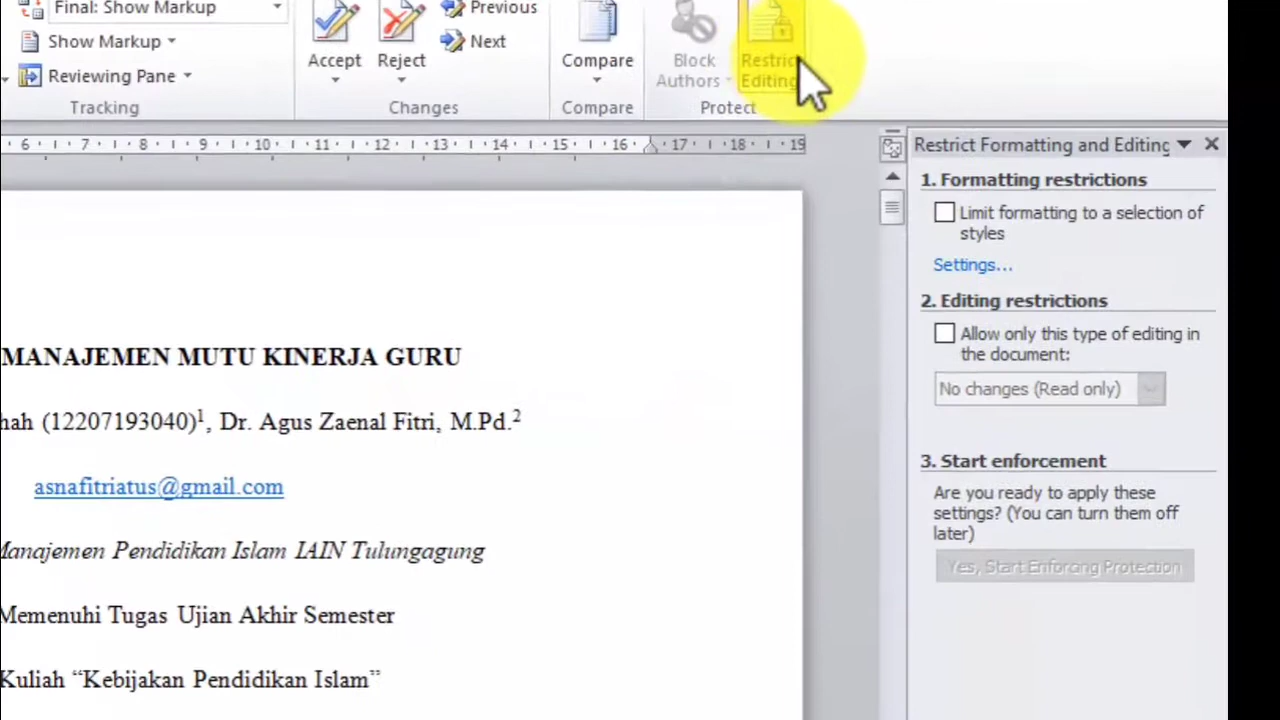 Final: Show Markup
Show Markup
Reviewing Pane
Tracking
Accept
Reject
Previous
Next
Changes
Compare
Compare
Block
Authors
Restrict
Editing
Protect
6 7 8 9 10 11 12 13 14 15 16 17 18 19
Restrict Formatting and Editing
1. Formatting restrictions
Limit formatting to a selection of
styles
Settings...
2. Editing restrictions
Allow only this type of editing in
the document:
No changes (Read only)
3. Start enforcement
Are you ready to apply these
settings? (You can turn them off
later)
Yes, Start Enforcing Protection
MANAJEMEN MUTU KINERJA GURU
hah (12207193040)¹, Dr. Agus Zaenal Fitri, M.Pd.²
asnafitriatus@gmail.com
Manajemen Pendidikan Islam IAIN Tulungagung
Memenuhi Tugas Ujian Akhir Semester
Kuliah “Kebijakan Pendidikan Islam”